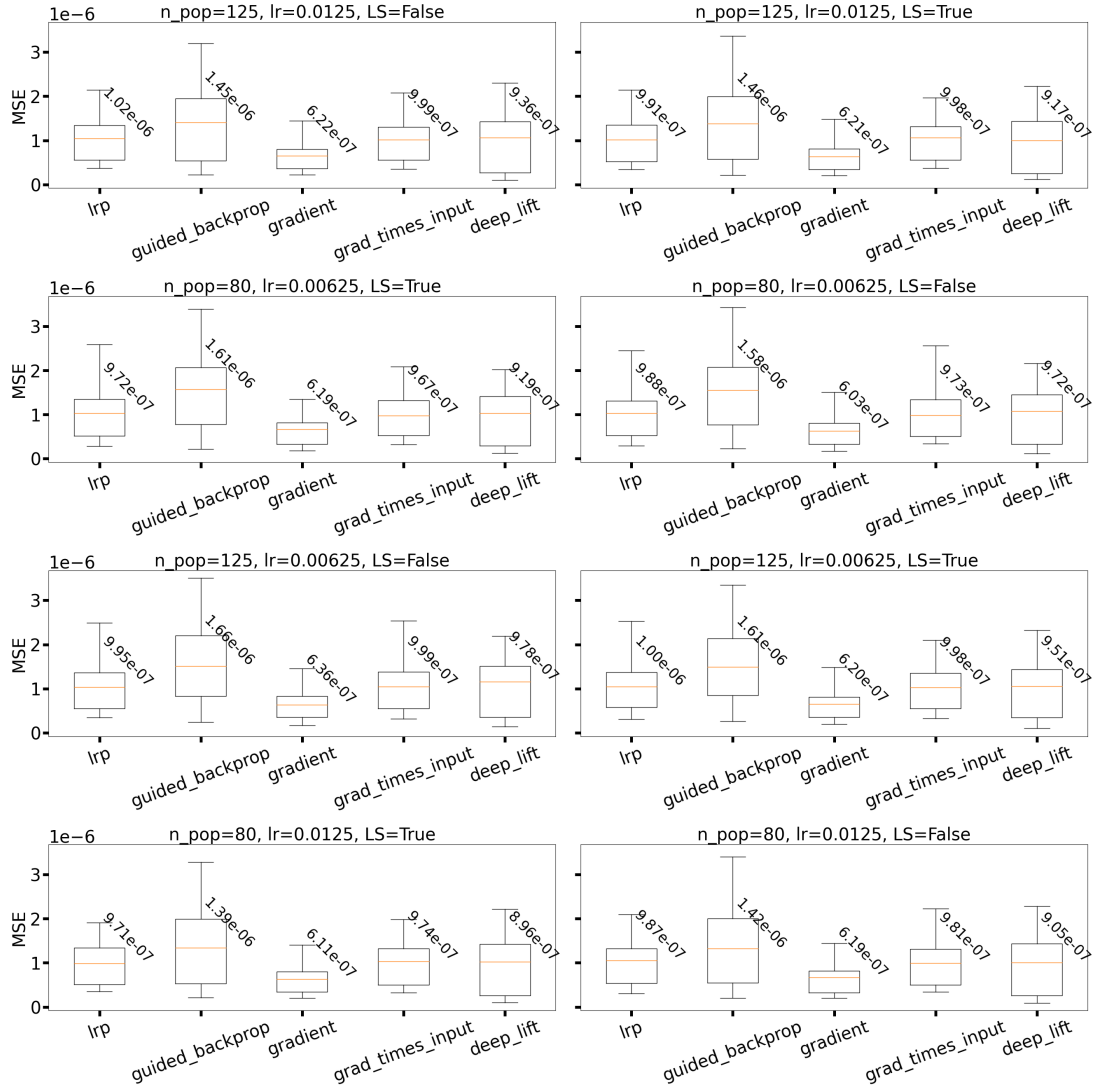 n_pop=125, lr=0.0125, LS=False
n_pop=125, lr=0.0125, LS=True
1e−6
MSE
3
2
1
0
1.02e-06
1.45e-06
6.22e-07
9.99e-07
9.36e-07
9.91e-07
1.46e-06
6.21e-07
9.98e-07
9.17e-07
lrp
guided_backprop
gradient
grad_times_input
deep_lift
lrp
guided_backprop
gradient
grad_times_input
deep_lift
n_pop=80, lr=0.00625, LS=True
n_pop=80, lr=0.00625, LS=False
1e−6
MSE
3
2
1
0
9.72e-07
1.61e-06
6.19e-07
9.67e-07
9.19e-07
9.88e-07
1.58e-06
6.03e-07
9.73e-07
9.72e-07
lrp
guided_backprop
gradient
grad_times_input
deep_lift
lrp
guided_backprop
gradient
grad_times_input
deep_lift
n_pop=125, lr=0.00625, LS=False
n_pop=125, lr=0.00625, LS=True
1e−6
MSE
3
2
1
0
9.95e-07
1.66e-06
6.36e-07
9.99e-07
9.78e-07
1.00e-06
1.61e-06
6.20e-07
9.98e-07
9.51e-07
lrp
guided_backprop
gradient
grad_times_input
deep_lift
lrp
guided_backprop
gradient
grad_times_input
deep_lift
n_pop=80, lr=0.0125, LS=True
n_pop=80, lr=0.0125, LS=False
1e−6
MSE
3
2
1
0
9.71e-07
1.39e-06
6.11e-07
9.74e-07
8.96e-07
9.87e-07
1.42e-06
6.19e-07
9.81e-07
9.05e-07
lrp
guided_backprop
gradient
grad_times_input
deep_lift
lrp
guided_backprop
gradient
grad_times_input
deep_lift